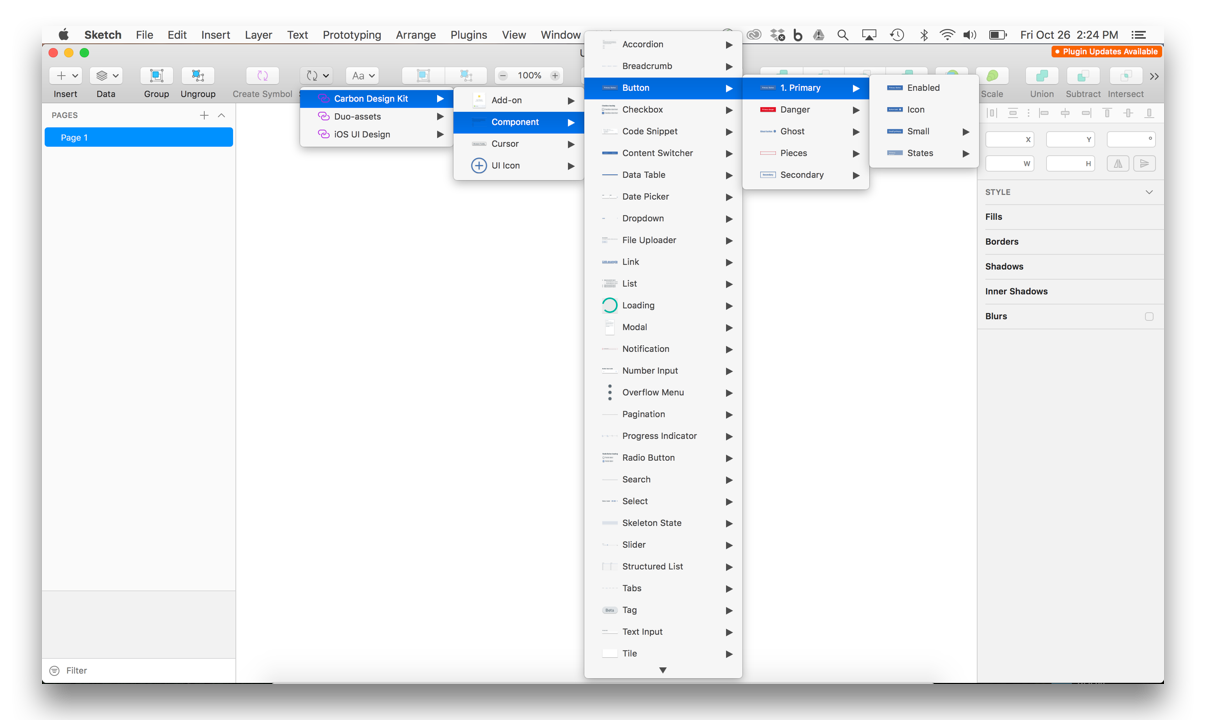 Sketch File Edit Insert Layer Text Prototyping Arrange Plugins View Window
Fri Oct 26 2:24 PM
Plugin Updates Available
100%
Aa
Insert Data Group Ungroup Create Symbol
Scale Union Subtract Intersect
PAGES
Page 1
Filter
Carbon Design Kit
Duo-assets
iOS UI Design
Add-on
Component
Cursor
UI Icon
Accordion
Breadcrumb
Button
Checkbox
Code Snippet
Content Switcher
Data Table
Date Picker
Dropdown
File Uploader
Link
List
Loading
Modal
Notification
Number Input
Overflow Menu
Pagination
Progress Indicator
Radio Button
Search
Select
Skeleton State
Slider
Structured List
Tabs
Tag
Text Input
Tile
1. Primary
Danger
Ghost
Pieces
Secondary
Enabled
Icon
Small
States
X Y °
W H
STYLE
Fills
Borders
Shadows
Inner Shadows
Blurs